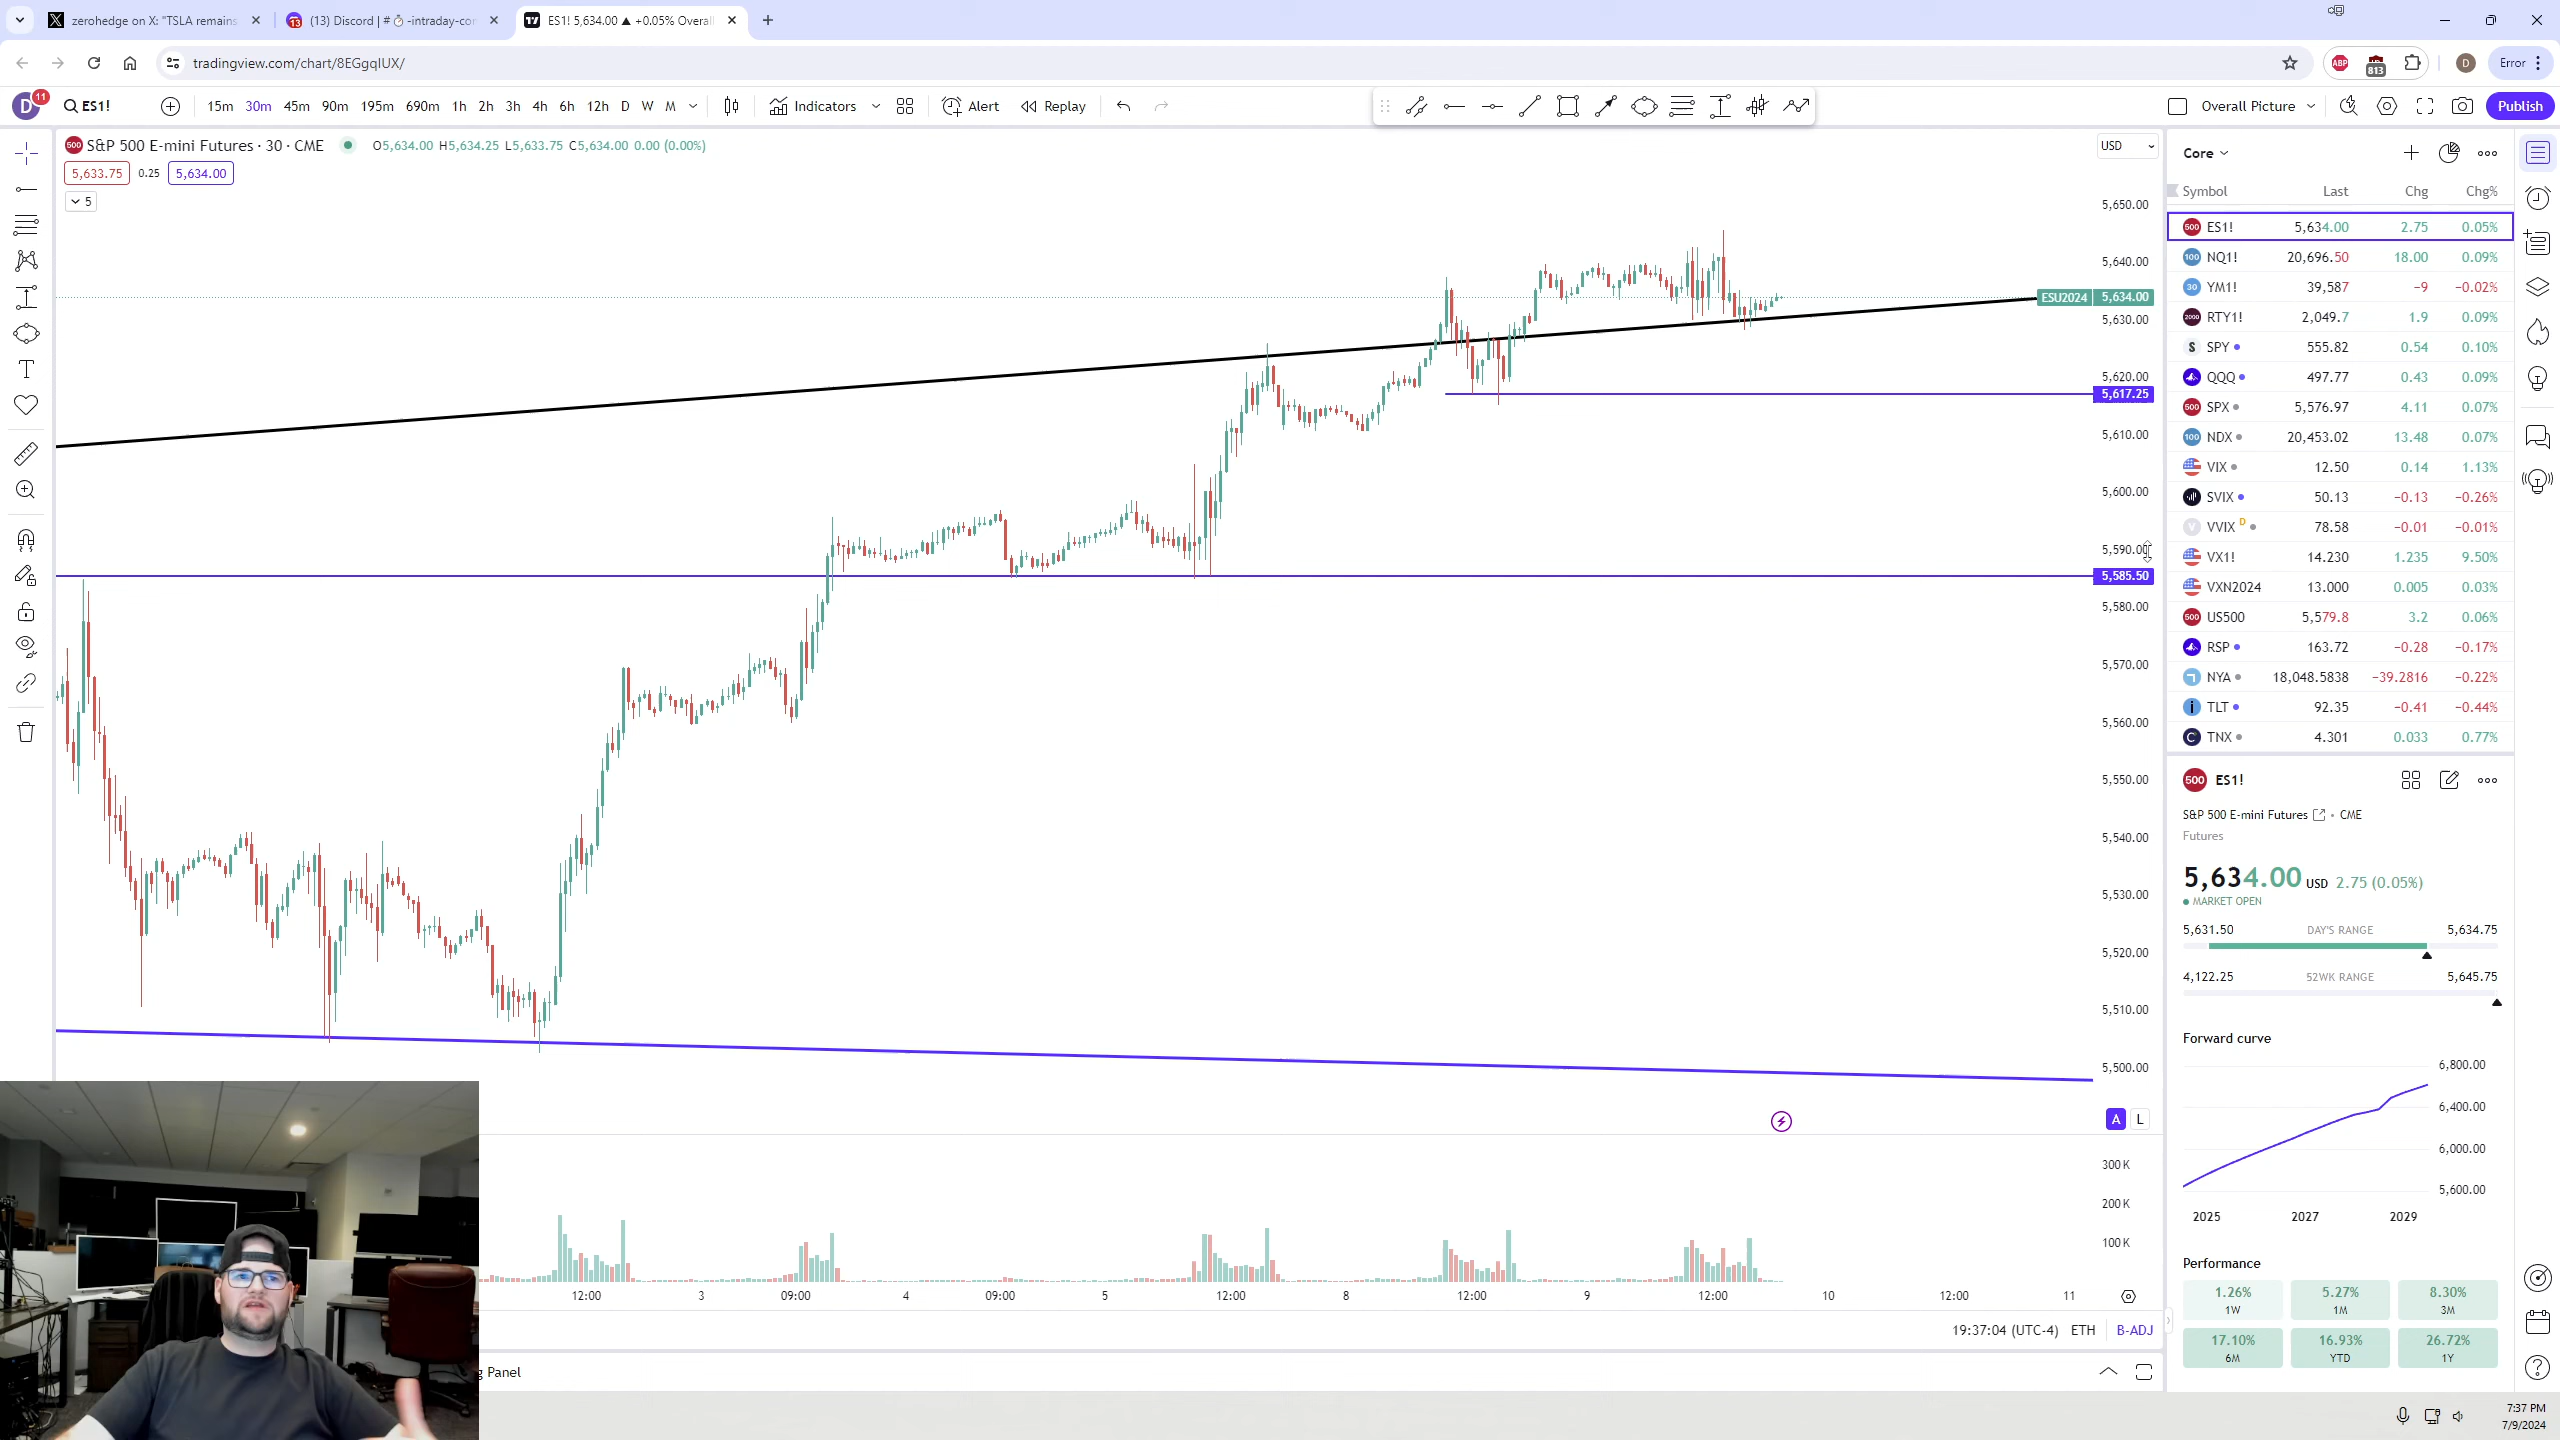 zerohedge on X: "TSLA remains
(13) Discord | # -intraday-con
ES1! 5,634.00 ▲ +0.05% Overall
tradingview.com/chart/8EGgqIUX/
ABP
813
D
Error
D
11
ES1!
15m 30m 45m 90m 195m 690m 1h 2h 3h 4h 6h 12h D W M
Indicators
Alert
Replay
Overall Picture
Publish
S&P 500 E-mini Futures · 30 · CME
O5,634.00 H5,634.25 L5,633.75 C5,634.00 0.00 (0.00%)
USD
5,633.75 0.25 5,634.00
5
5,650.00
5,640.00
ESU2024 5,634.00
5,630.00
5,620.00
5,617.25
5,610.00
5,600.00
5,590.00
5,585.50
5,580.00
5,570.00
5,560.00
5,550.00
5,540.00
5,530.00
5,520.00
5,510.00
5,500.00
A L
300 K
200 K
100 K
12:00 3 09:00 4 09:00 5 12:00 8 12:00 9 12:00 10 12:00 11
19:37:04 (UTC-4) ETH B-ADJ
g Panel
Core
Symbol Last Chg Chg%
500 ES1! 5,634.00 2.75 0.05%
100 NQ1! 20,696.50 18.00 0.09%
30 YM1! 39,587 −9 −0.02%
2000 RTY1! 2,049.7 1.9 0.09%
S SPY 555.82 0.54 0.10%
QQQ 497.77 0.43 0.09%
500 SPX 5,576.97 4.11 0.07%
100 NDX 20,453.02 13.48 0.07%
VIX 12.50 0.14 1.13%
SVIX 50.13 −0.13 −0.26%
V VVIX D 78.58 −0.01 −0.01%
VX1! 14.230 1.235 9.50%
VXN2024 13.000 0.005 0.03%
500 US500 5,579.8 3.2 0.06%
RSP 163.72 −0.28 −0.17%
NYA 18,048.5838 −39.2816 −0.22%
i TLT 92.35 −0.41 −0.44%
C TNX 4.301 0.033 0.77%
500 ES1!
S&P 500 E-mini Futures • CME
Futures
5,634.00 USD 2.75 (0.05%)
MARKET OPEN
5,631.50 DAY'S RANGE 5,634.75
4,122.25 52WK RANGE 5,645.75
Forward curve
6,800.00
6,400.00
6,000.00
5,600.00
2025 2027 2029
Performance
1.26% 5.27% 8.30%
1W 1M 3M
17.10% 16.93% 26.72%
6M YTD 1Y
7:37 PM
7/9/2024